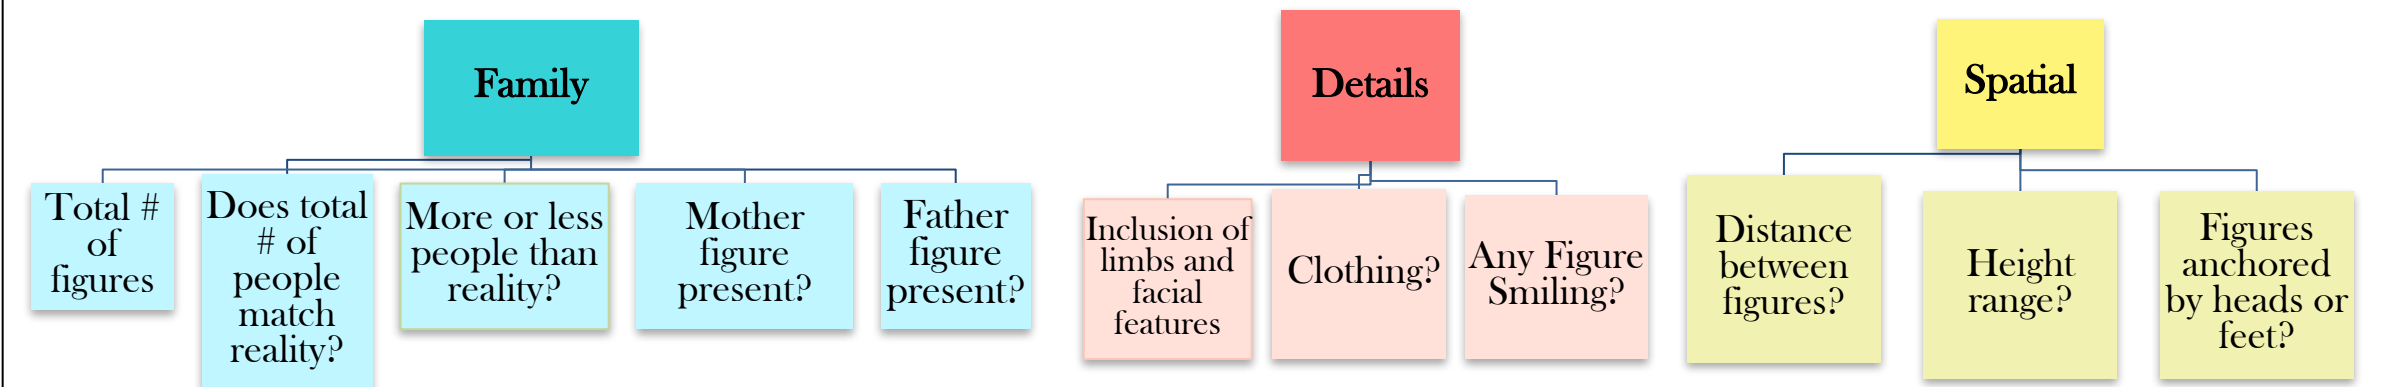 Family
Total #
of
figures
Does total
# of
people
match
reality?
More or less
people than
reality?
Mother
figure
present?
Father
figure
present?
Details
Inclusion of
limbs and
facial
features
Clothing?
Any Figure
Smiling?
Spatial
Distance
between
figures?
Height
range?
Figures
anchored
by heads or
feet?